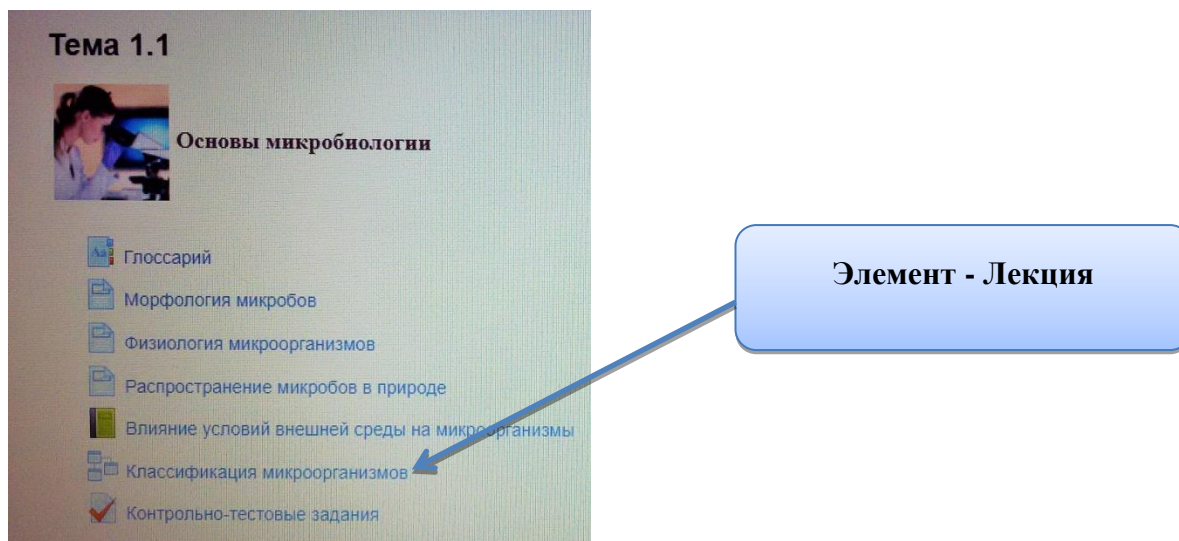 Тема 1.1
Основы микробиологии
Глоссарий
Морфология микробов
Физиология микроорганизмов
Распространение микробов в природе
Влияние условий внешней среды на микроорганизмы
Классификация микроорганизмов
Контрольно-тестовые задания
Элемент - Лекция